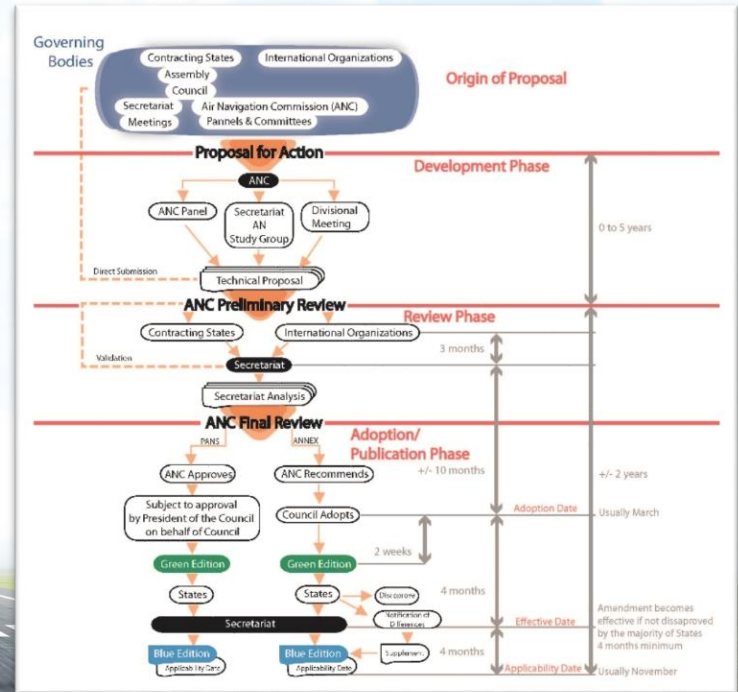 Governing
Bodies
Contracting States
International Organizations
Assembly
Council
Secretariat
Air Navigation Commission (ANC)
Meetings
Pannels & Committees
Origin of Proposal
Proposal for Action
Development Phase
ANC
ANC Panel
Secretariat
AN
Study Group
Divisional
Meeting
0 to 5 years
Direct Submission
Technical Proposal
ANC Preliminary Review
Review Phase
Contracting States
International Organizations
3 months
Validation
Secretariat
Secretariat Analysis
ANC Final Review
Adoption/
Publication Phase
PANS
ANNEX
+/- 10 months
+/- 2 years
ANC Approves
ANC Recommends
Subject to approval
by President of the Council
on behalf of Council
Council Adopts
Adoption Date
Usually March
2 weeks
Green Edition
Green Edition
States
States
Disapprove
4 months
Notification of
Differences
Secretariat
Effective Date
Amendment becomes
effective if not dissaproved
by the majority of States
4 months minimum
Blue Edition
Applicability Date
Blue Edition
Applicability Date
Supplement
4 months
Applicability Date
Usually November